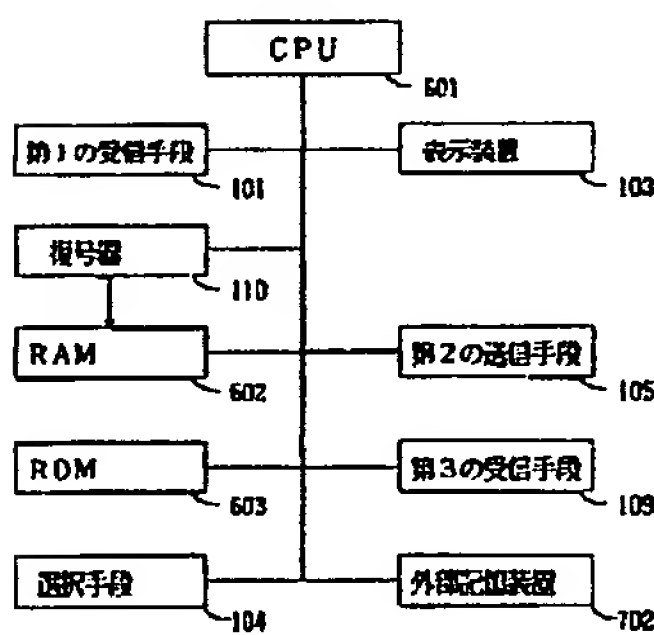 CPU
601
第1の受信手段
101
表示装置
103
復号器
110
RAM
602
第2の送信手段
105
ROM
603
第3の受信手段
109
選択手段
104
外部記憶装置
702